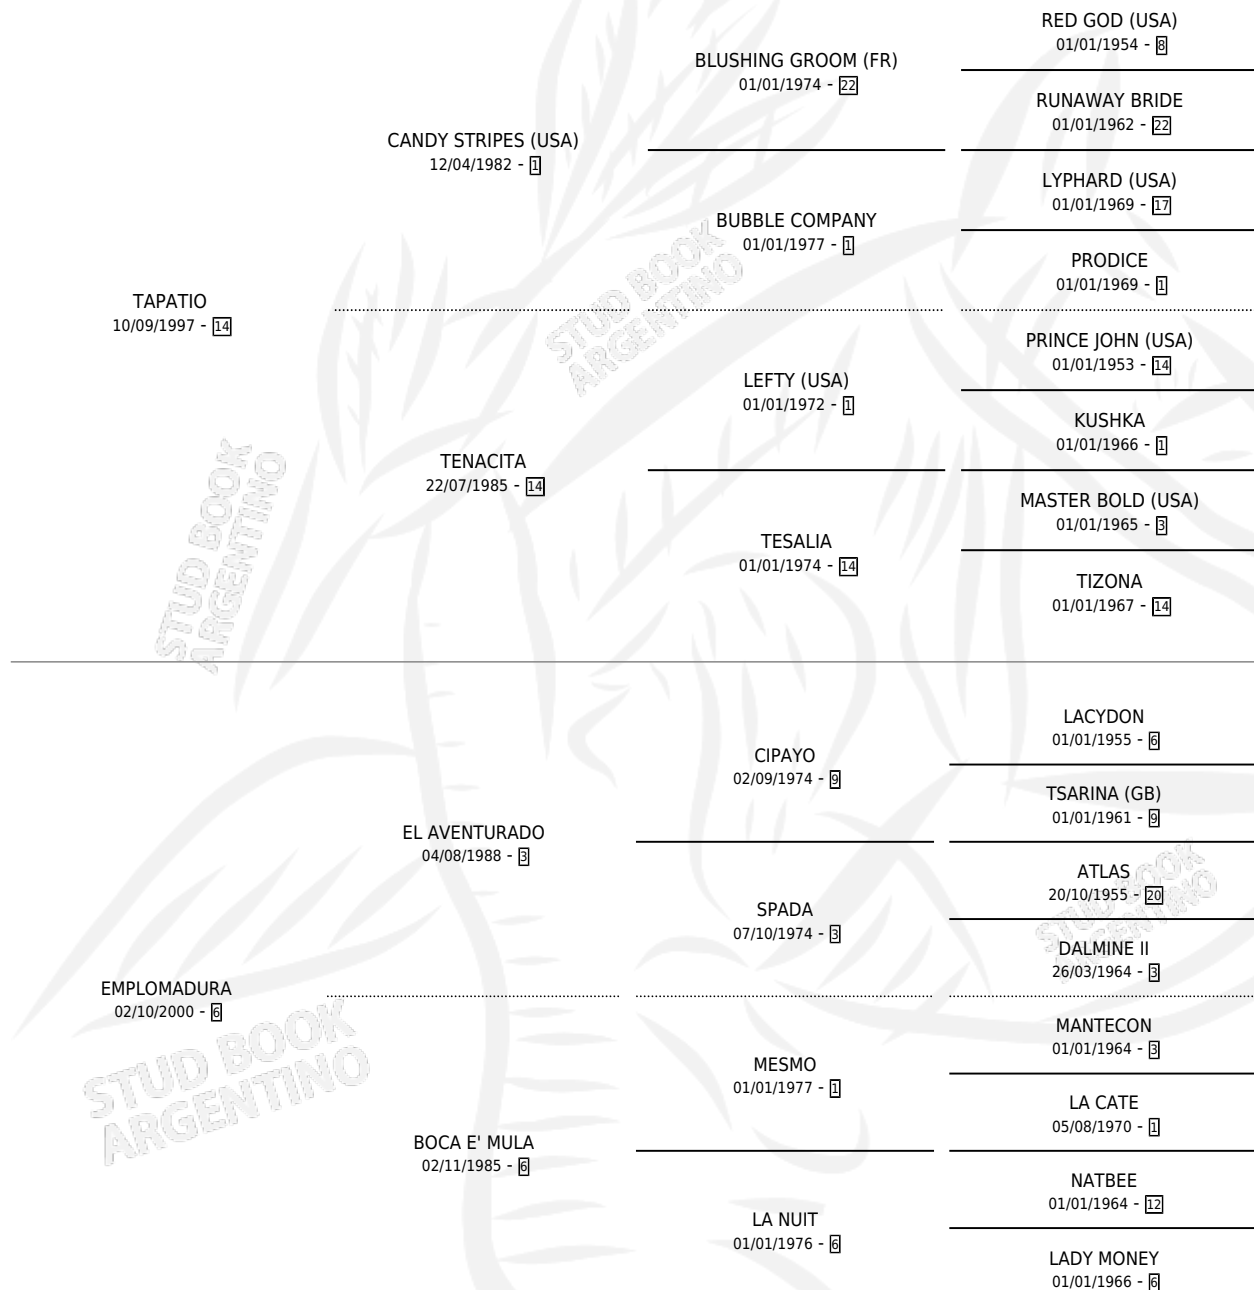 RED GOD (USA)
01/01/1954 - 8
BLUSHING GROOM (FR)
01/01/1974 - 22
RUNAWAY BRIDE
01/01/1962 - 22
CANDY STRIPES (USA)
12/04/1982 - 1
LYPHARD (USA)
01/01/1969 - 17
BUBBLE COMPANY
01/01/1977 - 1
PRODICE
01/01/1969 - 1
TAPATIO
10/09/1997 - 14
STUD BOOK
ARGENTINO
PRINCE JOHN (USA)
01/01/1953 - 14
LEFTY (USA)
01/01/1972 - 1
KUSHKA
01/01/1966 - 1
TENACITA
22/07/1985 - 14
MASTER BOLD (USA)
01/01/1965 - 3
TESALIA
01/01/1974 - 14
TIZONA
01/01/1967 - 14
STUD BOOK
ARGENTINO
LACYDON
01/01/1955 - 6
CIPAYO
02/09/1974 - 9
TSARINA (GB)
01/01/1961 - 9
EL AVENTURADO
04/08/1988 - 3
ATLAS
20/10/1955 - 20
SPADA
07/10/1974 - 3
DALMINE II
26/03/1964 - 3
STUD BOOK
ARGENTINO
EMPLOMADURA
02/10/2000 - 6
MANTECON
01/01/1964 - 3
MESMO
01/01/1977 - 1
LA CATE
05/08/1970 - 1
STUD BOOK
ARGENTINO
BOCA E' MULA
02/11/1985 - 6
NATBEE
01/01/1964 - 12
LA NUIT
01/01/1976 - 6
LADY MONEY
01/01/1966 - 6